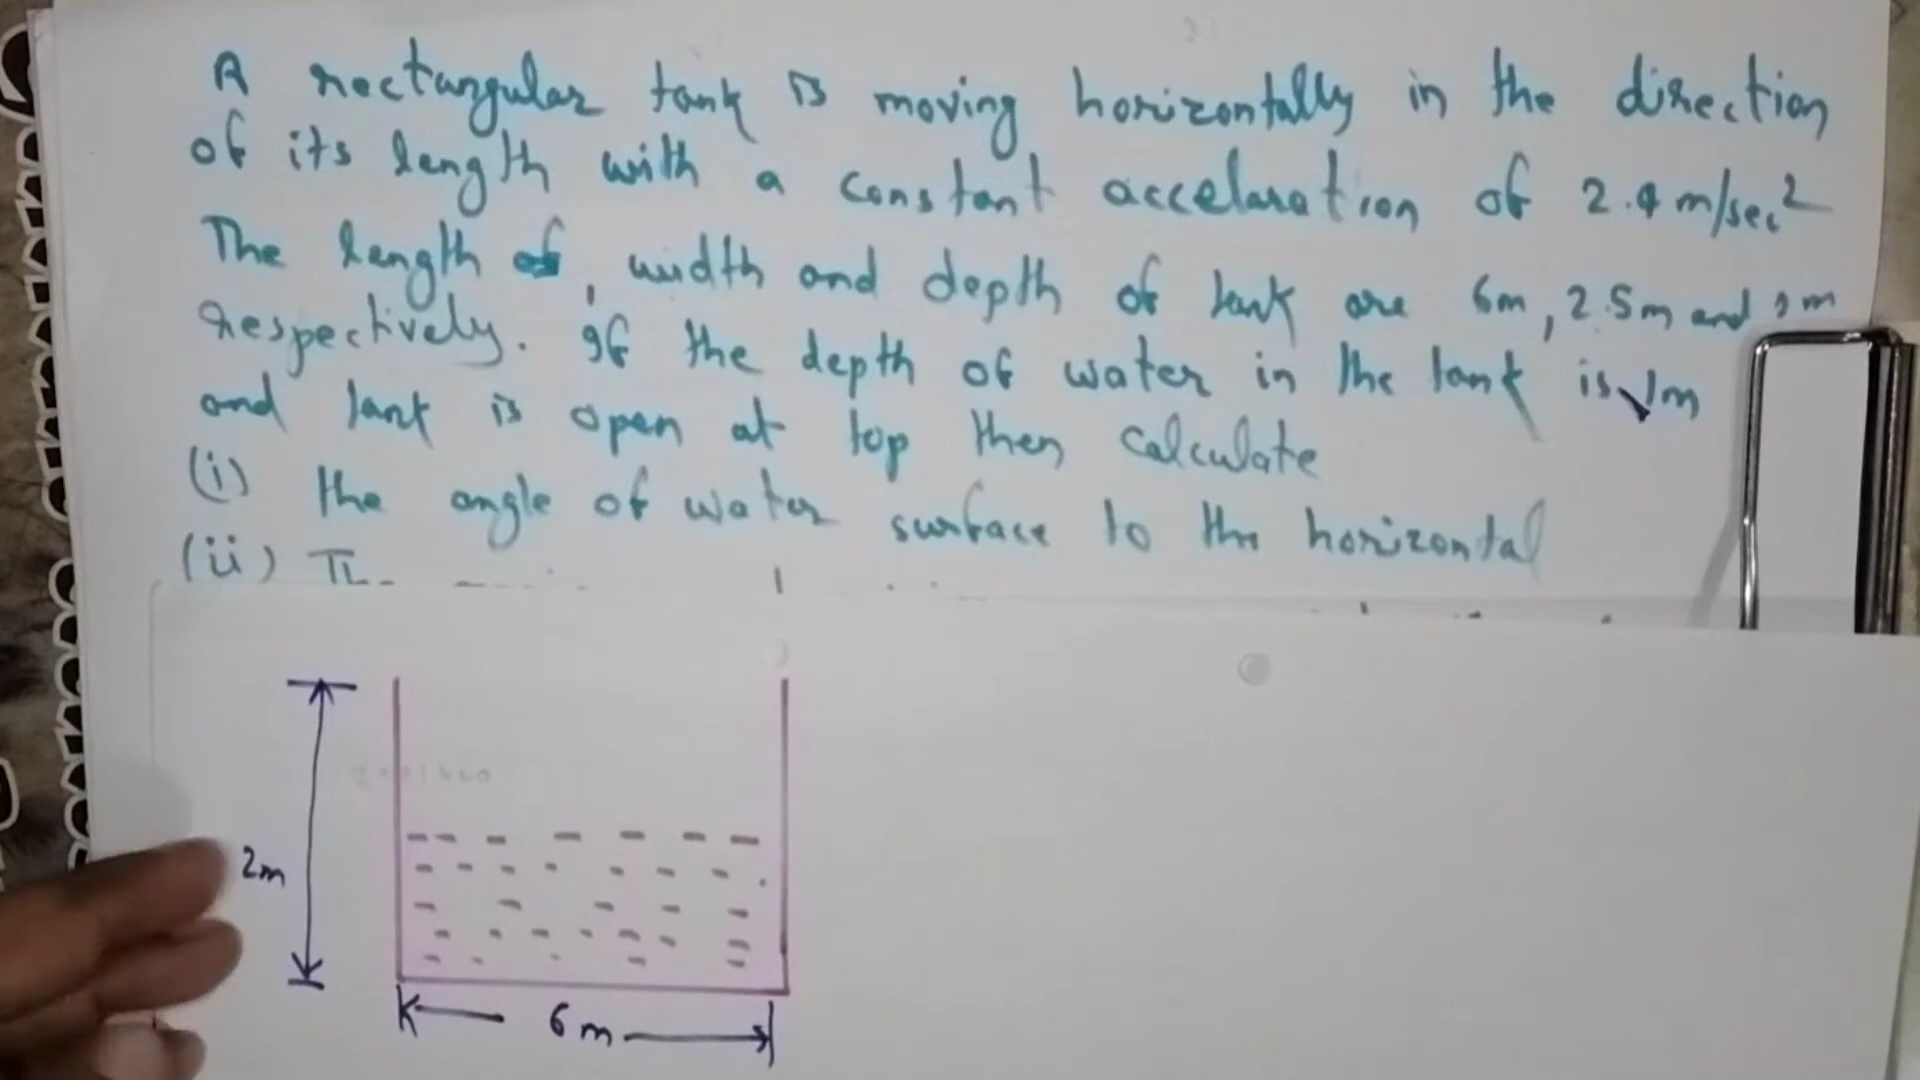 A rectangular tank is moving horizontally in the direction
of its length with a constant accelaration of 2.4 m/sec²
The length, width and depth of tank are 6m, 2.5m and 2m
respectively. If the depth of water in the tank is 1m
and tank is open at top then calculate
(i) the angle of water surface to the horizontal
(ii)
2m
6m